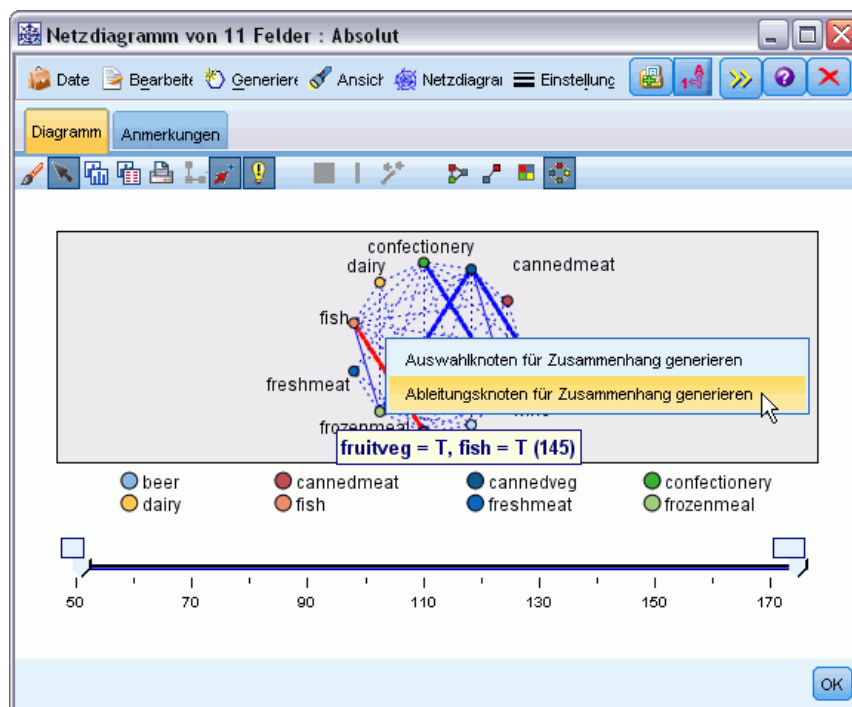 Netzdiagramm von 11 Felder : Absolut
Date Bearbeite Generiere Ansich Netzdiagra Einstellung
Diagramm Anmerkungen
confectionery
dairy cannedmeat
fish
Auswahlknoten für Zusammenhang generieren
freshmeat
Ableitungsknoten für Zusammenhang generieren
frozenmeal
fruitveg = T, fish = T (145)
beer cannedmeat cannedveg confectionery
dairy fish freshmeat frozenmeal
50 70 90 110 130 150 170
OK